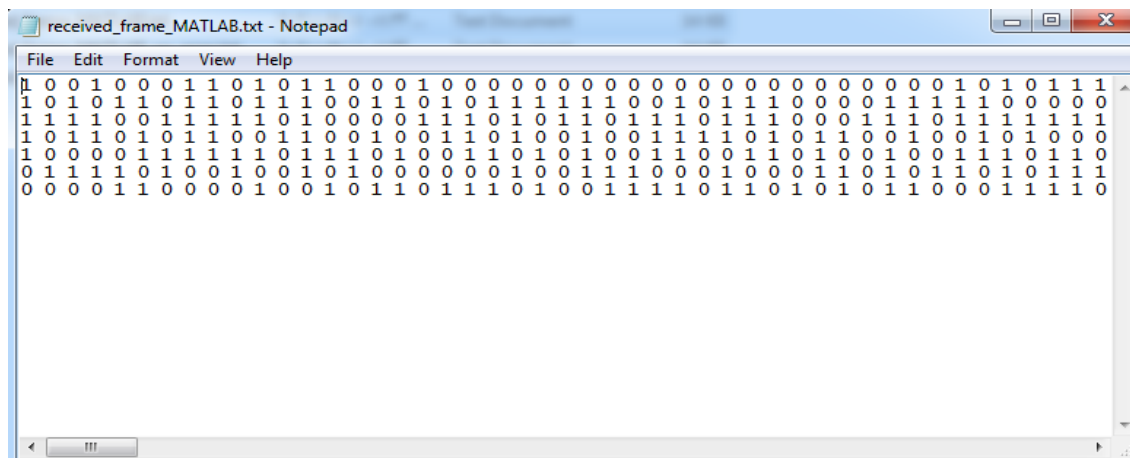 received_frame_MATLAB.txt - Notepad
File Edit Format View Help
1 0 0 1 0 0 0 1 1 0 1 0 1 1 0 0 0 1 0 0 0 0 0 0 0 0 0 0 0 0 0 0 0 0 0 0 0 0 0 0 1 0 1 0 1 1 1
1 0 1 0 1 1 0 1 1 1 1 0 0 1 1 0 0 1 1 0 1 0 1 1 1 1 1 1 0 0 1 0 1 1 1 0 0 0 0 1 1 1 1 1 0 0 0 0 0
1 1 1 1 0 0 1 1 1 1 1 0 1 1 0 0 0 0 1 1 1 0 1 0 1 1 0 1 1 1 0 1 1 1 0 0 0 1 1 1 0 1 1 1 1 1 1
1 0 1 1 0 1 0 1 1 0 0 1 1 0 1 0 0 1 0 0 1 1 0 1 0 0 1 1 1 1 0 1 0 1 1 0 0 1 0 0 1 0 1 0 0 0
1 0 0 0 0 1 1 1 1 1 1 0 1 1 1 0 1 0 0 0 1 1 0 1 0 1 0 0 1 1 0 0 1 1 0 1 0 0 1 0 0 1 1 1 0 1 1 0
0 1 1 1 1 0 1 0 0 1 0 0 1 0 1 0 0 0 0 0 1 0 0 0 1 1 1 0 0 0 1 0 0 0 1 1 0 1 1 0 1 0 1 1 1
0 0 0 0 1 1 0 0 0 0 1 0 0 1 0 1 1 0 1 1 1 0 1 0 0 1 1 1 1 0 1 1 0 1 0 1 0 1 1 0 0 0 1 1 1 1 0